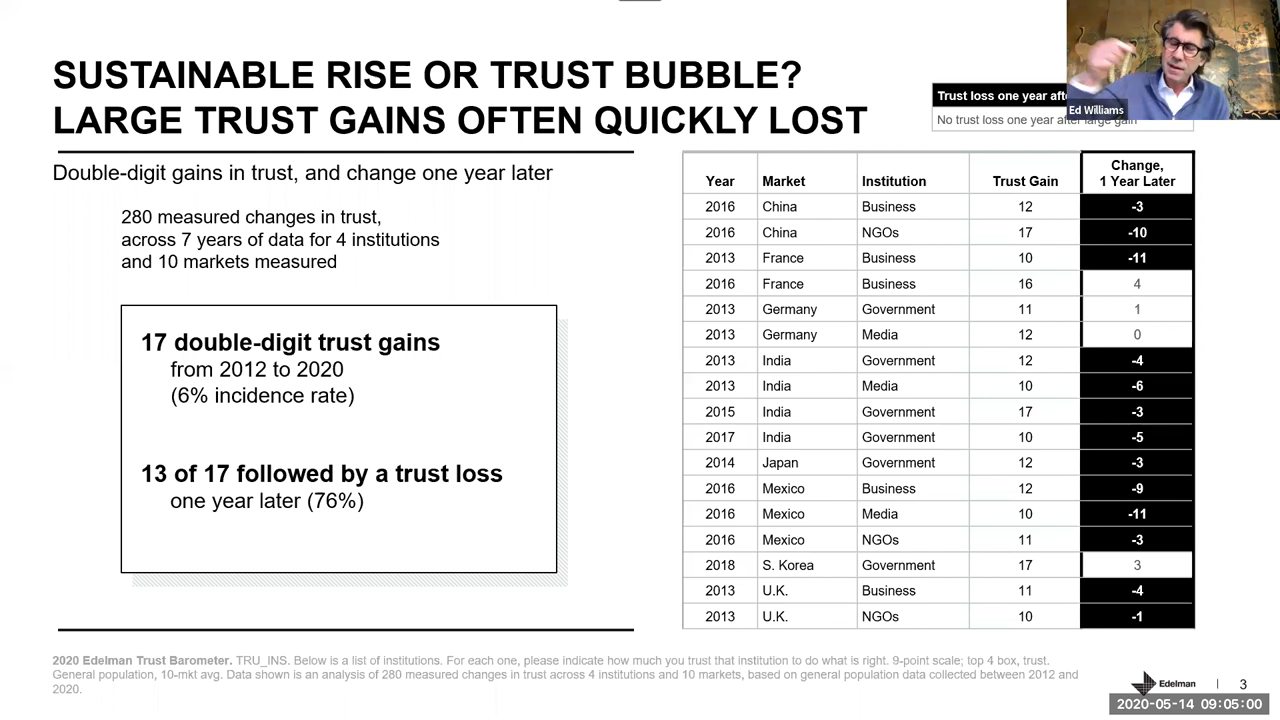 SUSTAINABLE RISE OR TRUST BUBBLE?
LARGE TRUST GAINS OFTEN QUICKLY LOST
Trust loss one year
No trust loss one year after large gain
Ed Williams
Double-digit gains in trust, and change one year later
280 measured changes in trust,
across 7 years of data for 4 institutions
and 10 markets measured
17 double-digit trust gains
from 2012 to 2020
(6% incidence rate)
13 of 17 followed by a trust loss
one year later (76%)
Year Market Institution Trust Gain Change, 1 Year Later
2016 China Business 12 -3
2016 China NGOs 17 -10
2013 France Business 10 -11
2016 France Business 16 4
2013 Germany Government 11 1
2013 Germany Media 12 0
2013 India Government 12 -4
2013 India Media 10 -6
2015 India Government 17 -3
2017 India Government 10 -5
2014 Japan Government 12 -3
2016 Mexico Business 12 -9
2016 Mexico Media 10 -11
2016 Mexico NGOs 11 -3
2018 S. Korea Government 17 3
2013 U.K. Business 11 -4
2013 U.K. NGOs 10 -1
2020 Edelman Trust Barometer. TRU_INS. Below is a list of institutions. For each one, please indicate how much you trust that institution to do what is right. 9-point scale; top 4 box, trust.
General population, 10-mkt avg. Data shown is an analysis of 280 measured changes in trust across 4 institutions and 10 markets, based on general population data collected between 2012 and
2020.
Edelman | 3
2020-05-14 09:05:00